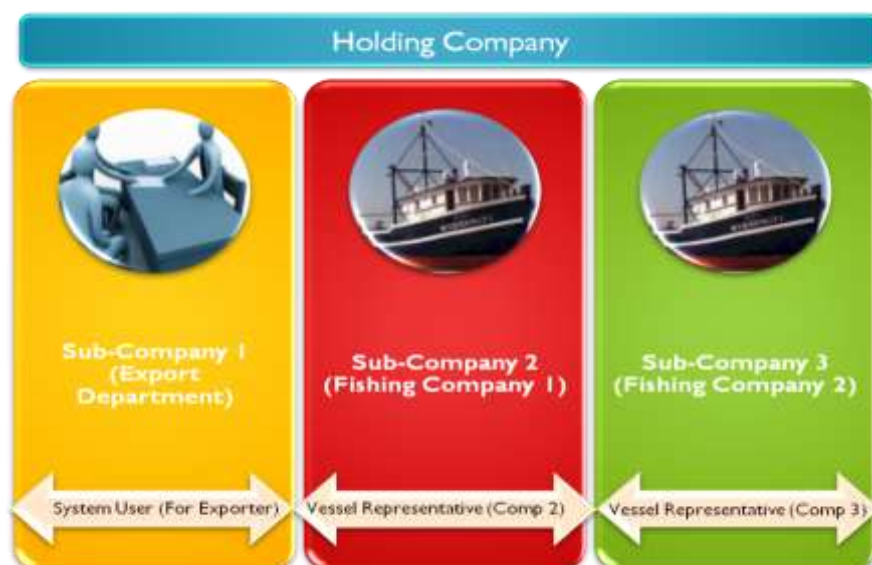 Holding Company
Sub-Company 1
(Export
Department)
Sub-Company 2
(Fishing Company 1)
Sub-Company 3
(Fishing Company 2)
System User (For Exporter)
Vessel Representative (Comp 2)
Vessel Representative (Comp 3)